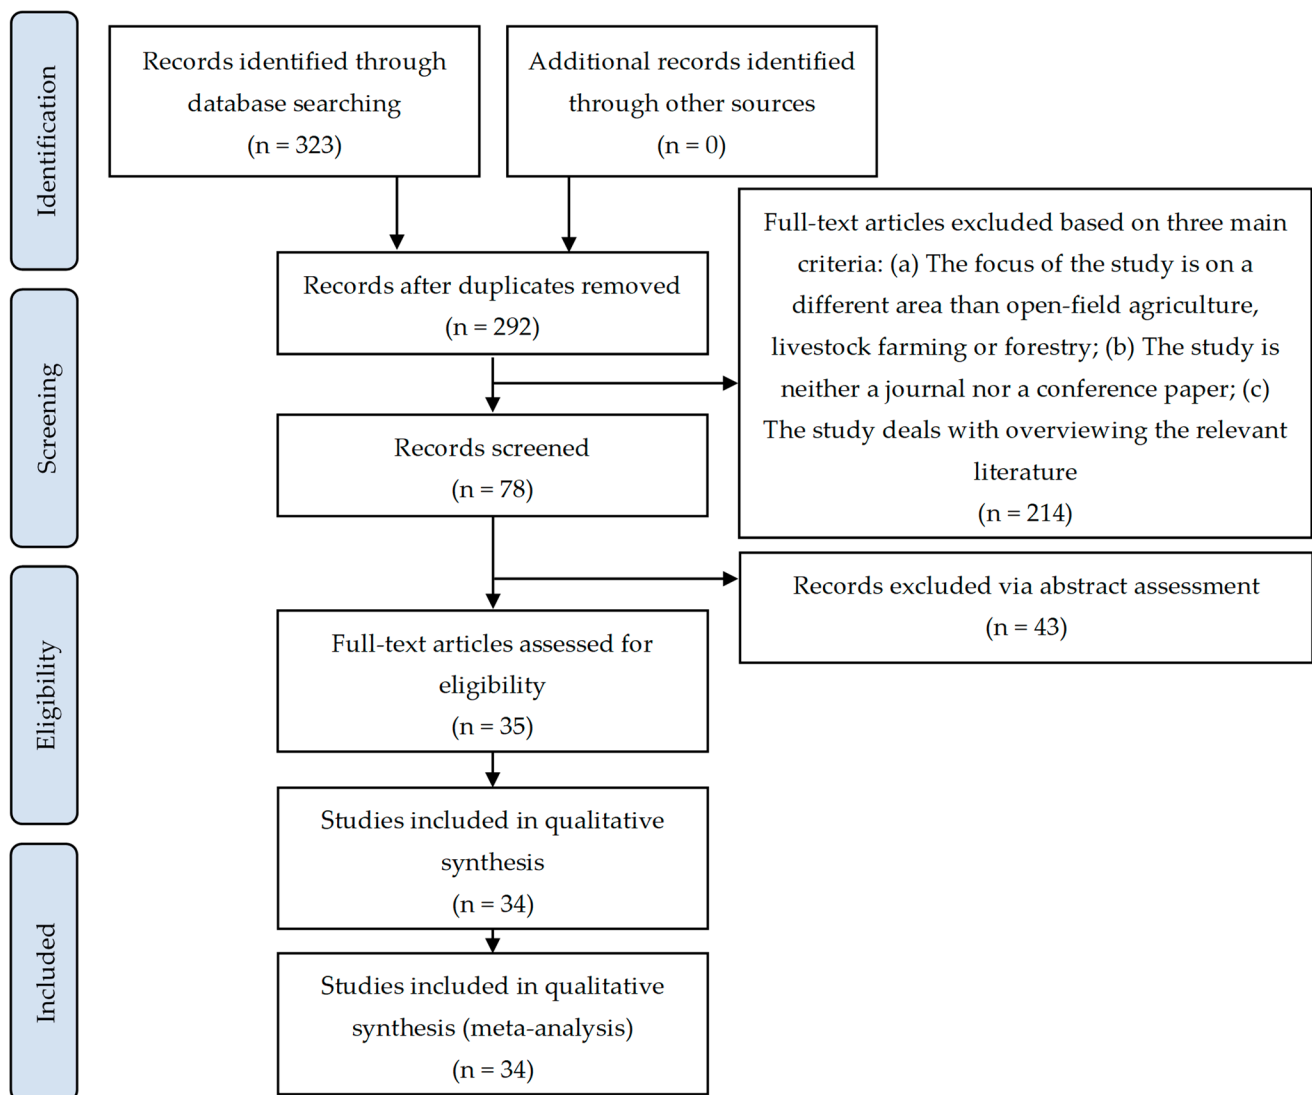 Identification
Records identified through
database searching
(n = 323)
Additional records identified
through other sources
(n = 0)
Records after duplicates removed
(n = 292)
Full-text articles excluded based on three main
criteria: (a) The focus of the study is on a
different area than open-field agriculture,
livestock farming or forestry; (b) The study is
neither a journal nor a conference paper; (c)
The study deals with overviewing the relevant
literature
(n = 214)
Screening
Records screened
(n = 78)
Records excluded via abstract assessment
(n = 43)
Eligibility
Full-text articles assessed for
eligibility
(n = 35)
Studies included in qualitative
synthesis
(n = 34)
Included
Studies included in qualitative
synthesis (meta-analysis)
(n = 34)